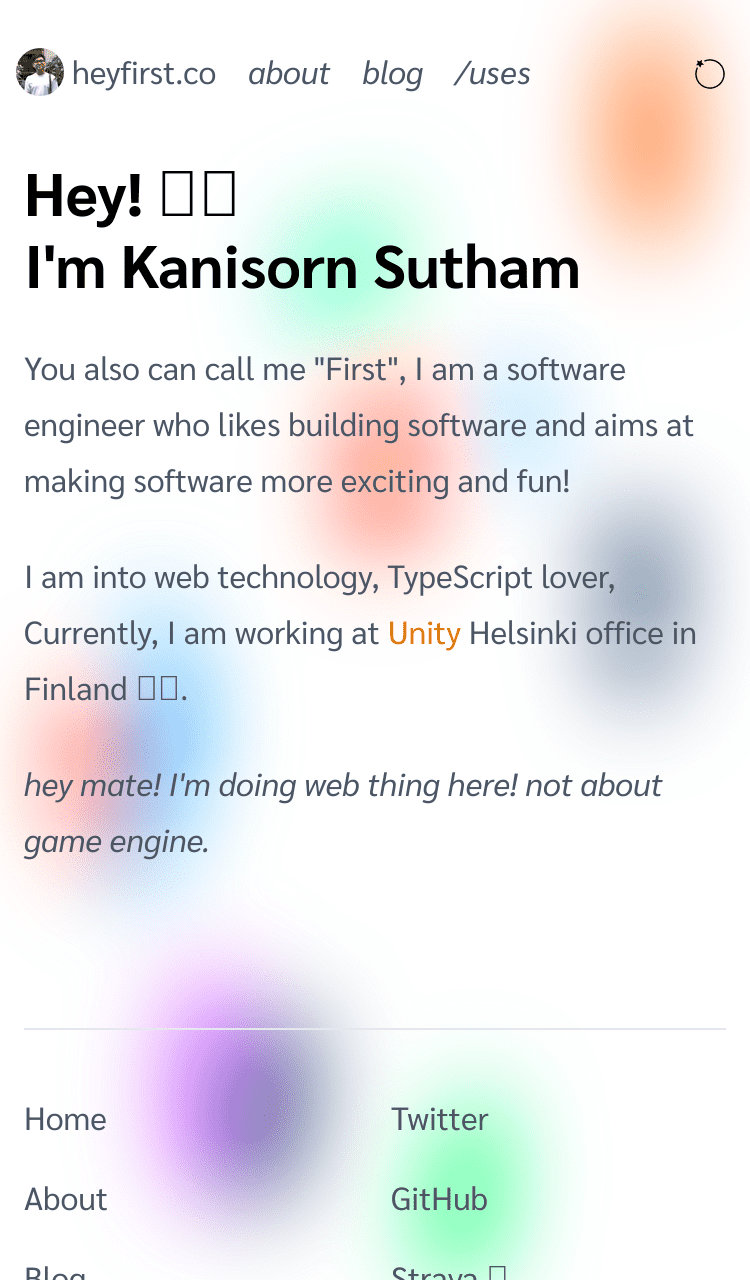 heyfirst.co about blog /uses
Hey!
I'm Kanisorn Sutham
You also can call me "First", I am a software
engineer who likes building software and aims at
making software more exciting and fun!
I am into web technology, TypeScript lover,
Currently, I am working at Unity Helsinki office in
Finland 🇫🇮.
hey mate! I'm doing web thing here! not about
game engine.
Home
Twitter
About
GitHub
Blog
Strava